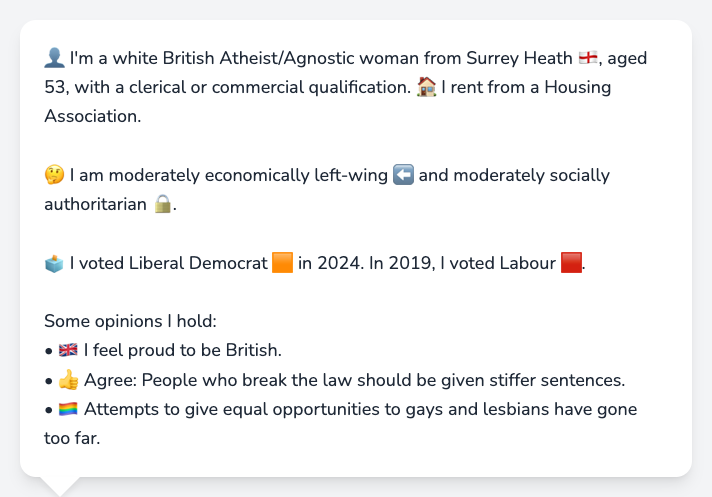 👤 I'm a white British Atheist/Agnostic woman from Surrey Heath 🏴󠁧󠁢󠁥󠁮󠁧󠁿, aged
53, with a clerical or commercial qualification. 🏠 I rent from a Housing
Association.
🤔 I am moderately economically left-wing ⬅️ and moderately socially
authoritarian 🔒.
🗳️ I voted Liberal Democrat 🟧 in 2024. In 2019, I voted Labour 🟥.
Some opinions I hold:
• 🇬🇧 I feel proud to be British.
• 👍 Agree: People who break the law should be given stiffer sentences.
• 🏳️‍🌈 Attempts to give equal opportunities to gays and lesbians have gone
too far.